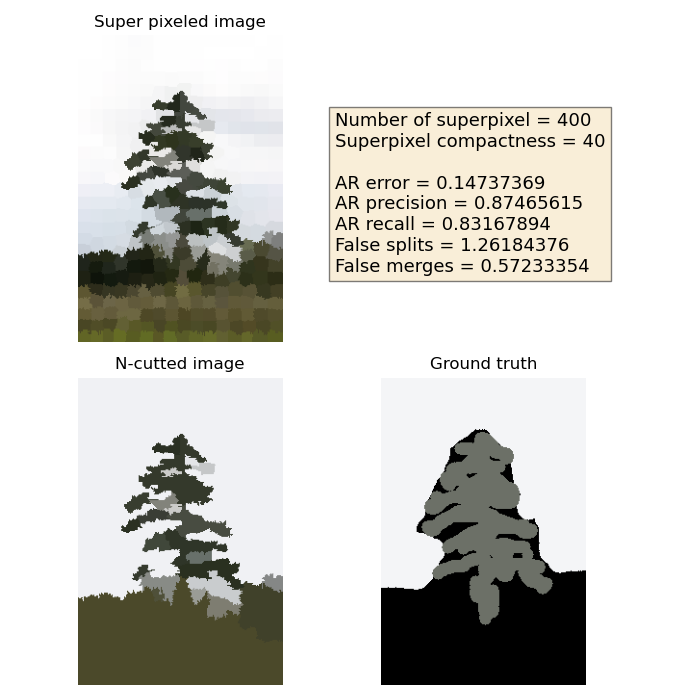 Super pixeled image
Number of superpixel = 400
Superpixel compactness = 40
AR error = 0.14737369
AR precision = 0.87465615
AR recall = 0.83167894
False splits = 1.26184376
False merges = 0.57233354
N-cutted image
Ground truth